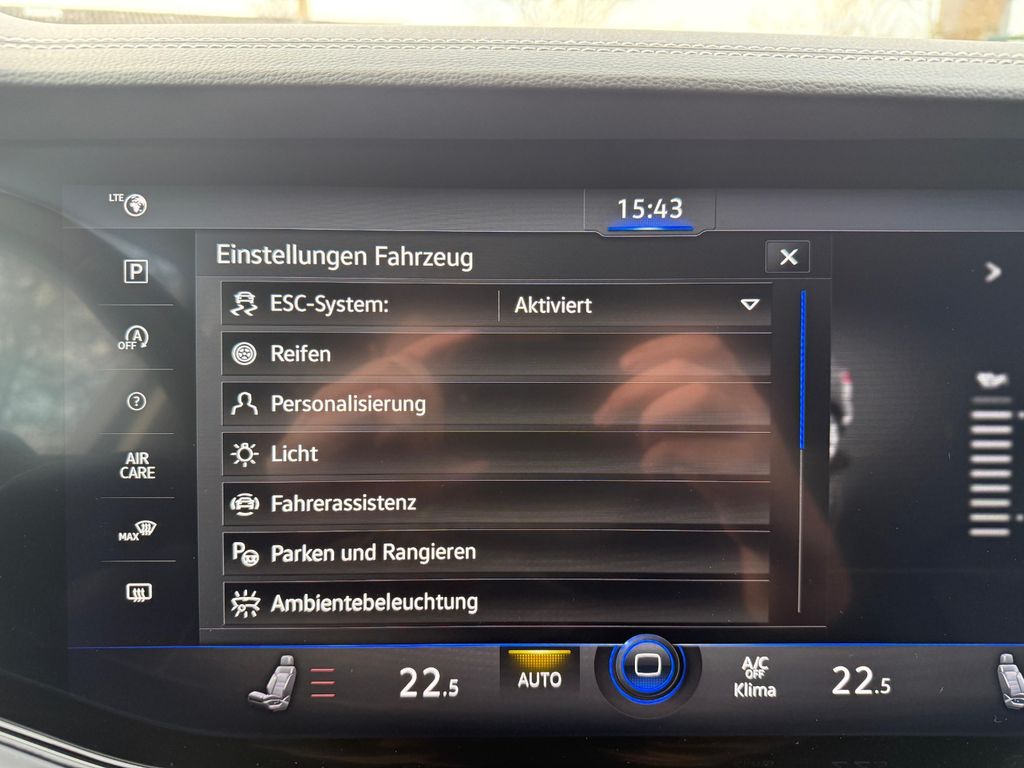 LTE
15:43
Einstellungen Fahrzeug
P
ESC-System: Aktiviert
A
OFF
Reifen
?
Personalisierung
Licht
AIR
CARE
Fahrerassistenz
MAX
P Parken und Rangieren
Ambientebeleuchtung
22.5
AUTO
A/C
OFF
Klima
22.5